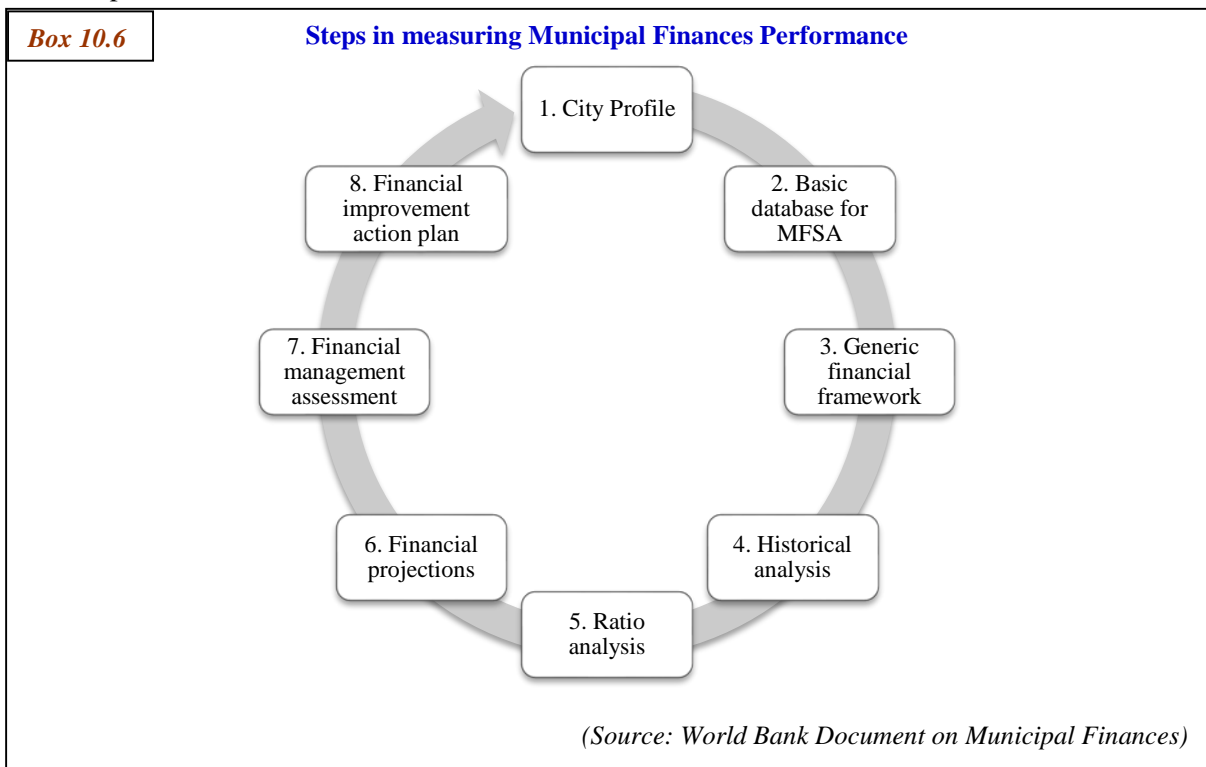 Box 10.6
Steps in measuring Municipal Finances Performance
1. City Profile
2. Basic
database for
MFSA
3. Generic
financial
framework
4. Historical
analysis
5. Ratio
analysis
6. Financial
projections
7. Financial
management
assessment
8. Financial
improvement
action plan
(Source: World Bank Document on Municipal Finances)